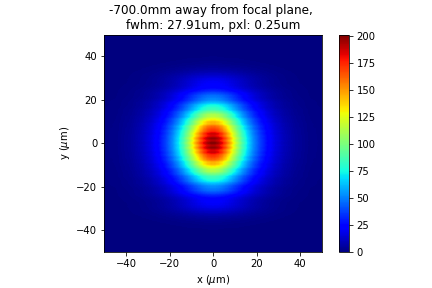 -700.0mm away from focal plane,
fwhm: 27.91um, pxl: 0.25um
40
20
0
−20
−40
y (μm)
−40 −20 0 20 40
x (μm)
200
175
150
125
100
75
50
25
0